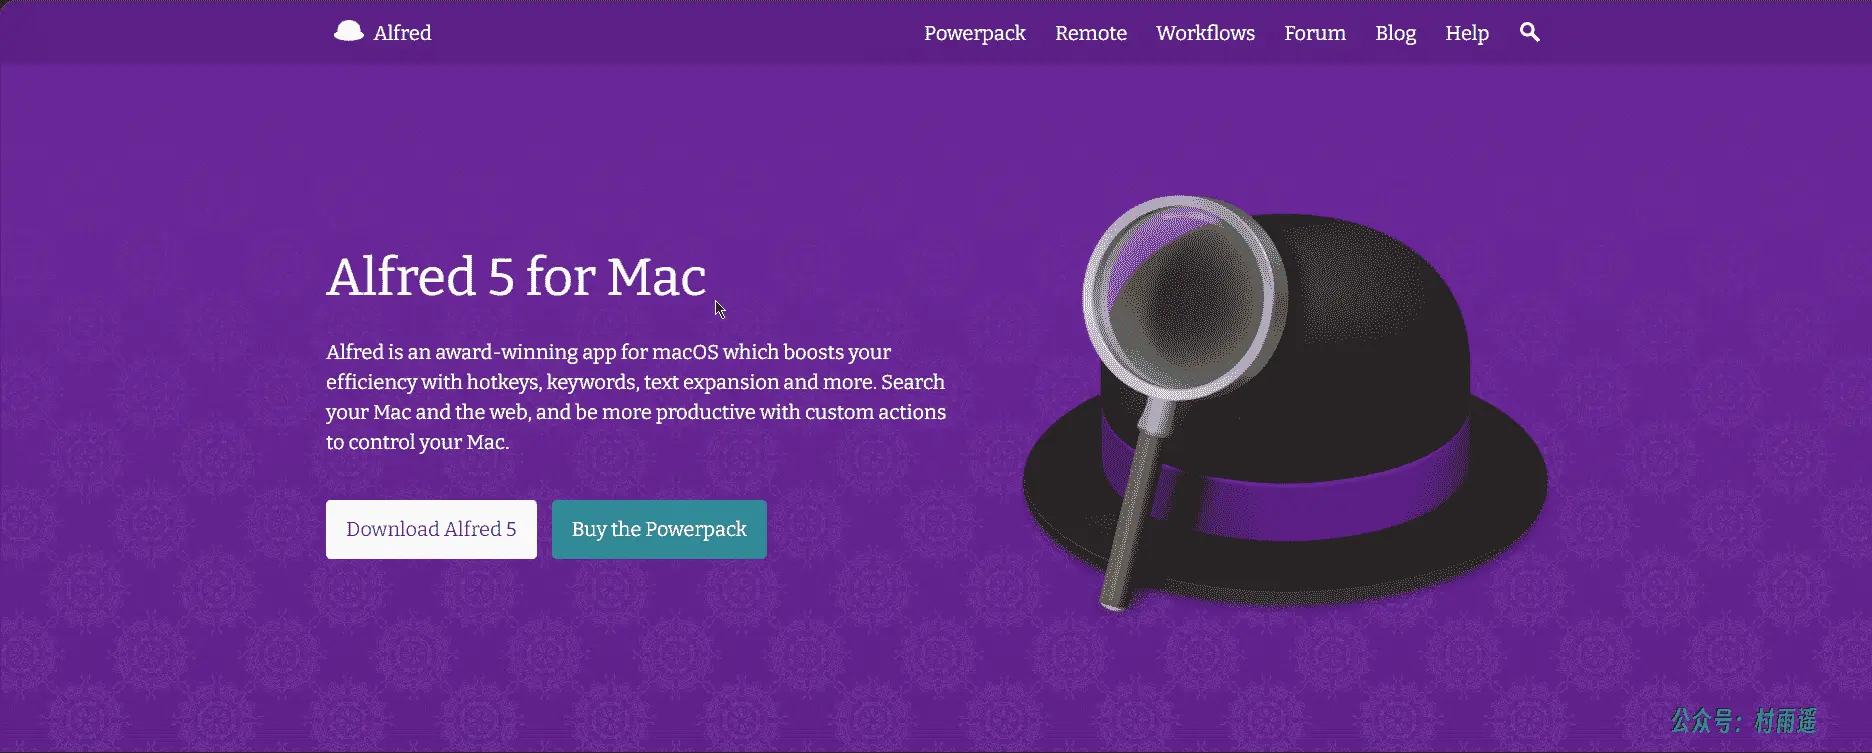 Alfred
Powerpack Remote Workflows Forum Blog Help
Alfred 5 for Mac
Alfred is an award-winning app for macOS which boosts your
efficiency with hotkeys, keywords, text expansion and more. Search
your Mac and the web, and be more productive with custom actions
to control your Mac.
Download Alfred 5
Buy the Powerpack
公众号：村雨遥